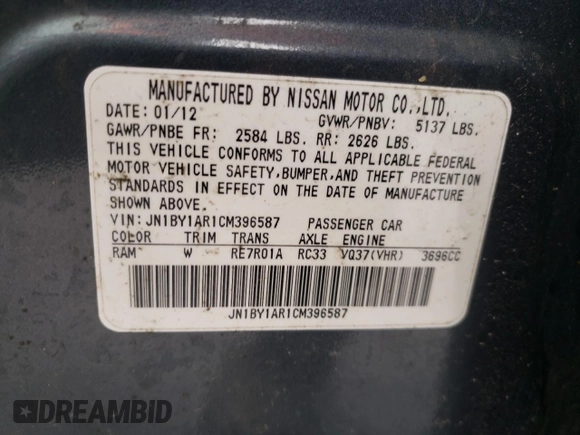 MANUFACTURED BY NISSAN MOTOR CO.,LTD.
DATE: 01/12 GVWR/PNBV: 5137 LBS.
GAWR/PNBE FR: 2584 LBS. RR: 2626 LBS.
THIS VEHICLE CONFORMS TO ALL APPLICABLE FEDERAL
MOTOR VEHICLE SAFETY,BUMPER,AND THEFT PREVENTION
STANDARDS IN EFFECT ON THE DATE OF MANUFACTURE
SHOWN ABOVE.
VIN: JN1BY1AR1CM396587 PASSENGER CAR
COLOR TRIM TRANS AXLE ENGINE
RAM W RE7R01A RC33 VQ37(VHR) 3696CC
JN1BY1AR1CM396587
DREAMBID